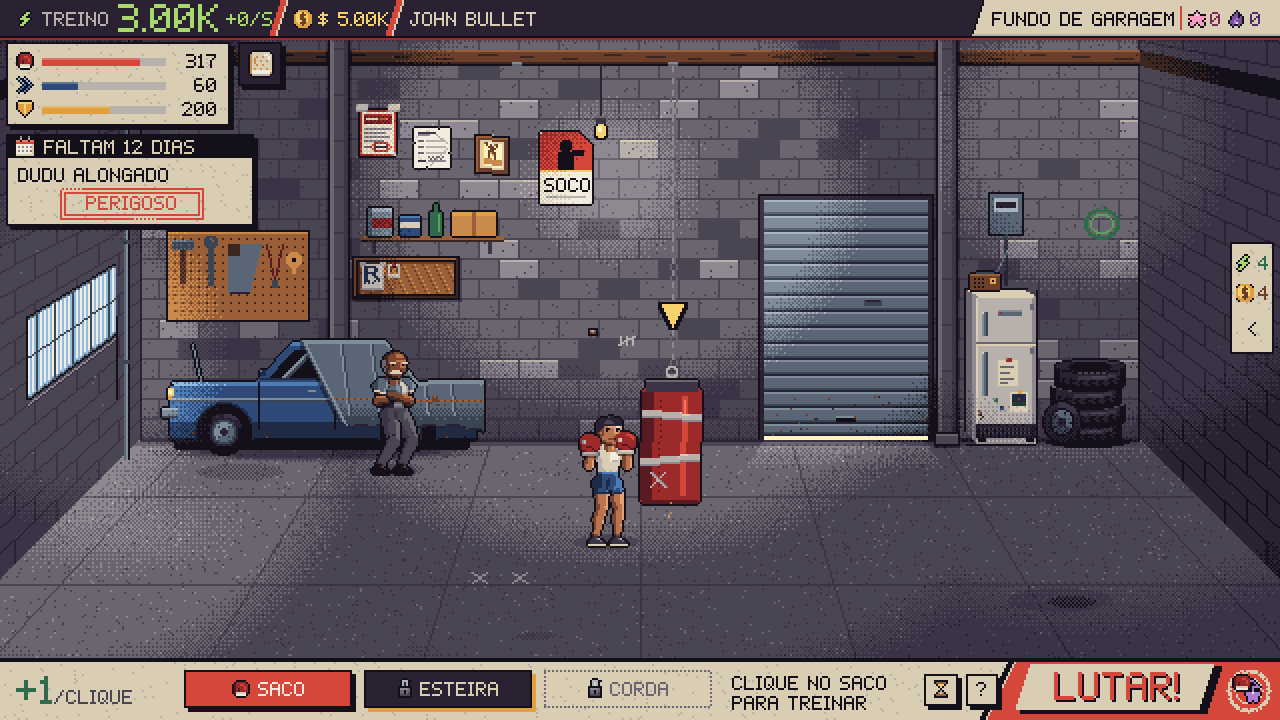 TREINO 3.00K +0/S
$ 5.00K
JOHN BULLET
FUNDO DE GARAGEM
0
0
317
60
200
FALTAM 12 DIAS
DUDU ALONGADO
PERIGOSO
SOCO
R
4
4
<
+1/CLIQUE
SACO
ESTEIRA
CORDA
CLIQUE NO SACO
PARA TREINAR
?
LUTAR!